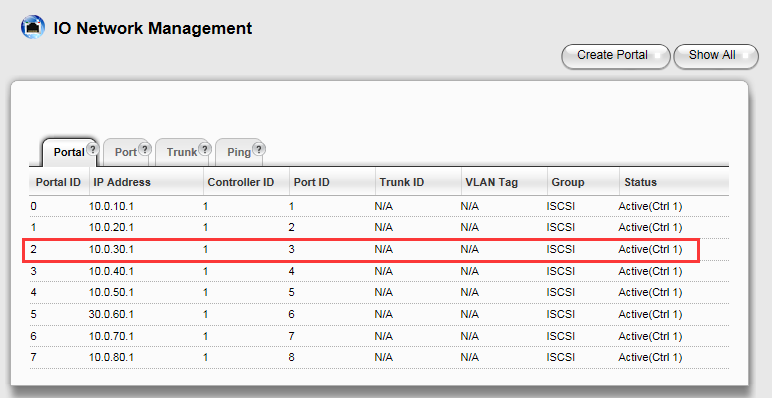 IO Network Management
Create Portal Show All
Portal ? Port ? Trunk ? Ping ?
Portal ID IP Address Controller ID Port ID Trunk ID VLAN Tag Group Status
0 10.0.10.1 1 1 N/A N/A ISCSI Active(Ctrl 1)
1 10.0.20.1 1 2 N/A N/A ISCSI Active(Ctrl 1)
2 10.0.30.1 1 3 N/A N/A ISCSI Active(Ctrl 1)
3 10.0.40.1 1 4 N/A N/A ISCSI Active(Ctrl 1)
4 10.0.50.1 1 5 N/A N/A ISCSI Active(Ctrl 1)
5 30.0.60.1 1 6 N/A N/A ISCSI Active(Ctrl 1)
6 10.0.70.1 1 7 N/A N/A ISCSI Active(Ctrl 1)
7 10.0.80.1 1 8 N/A N/A ISCSI Active(Ctrl 1)